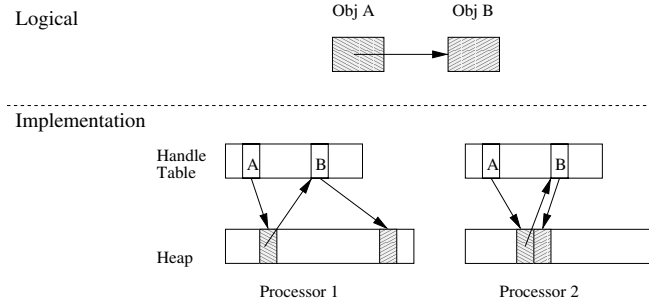 Logical
Obj A
Obj B
Implementation
Handle
Table
A
B
A
B
Heap
Processor 1
Processor 2